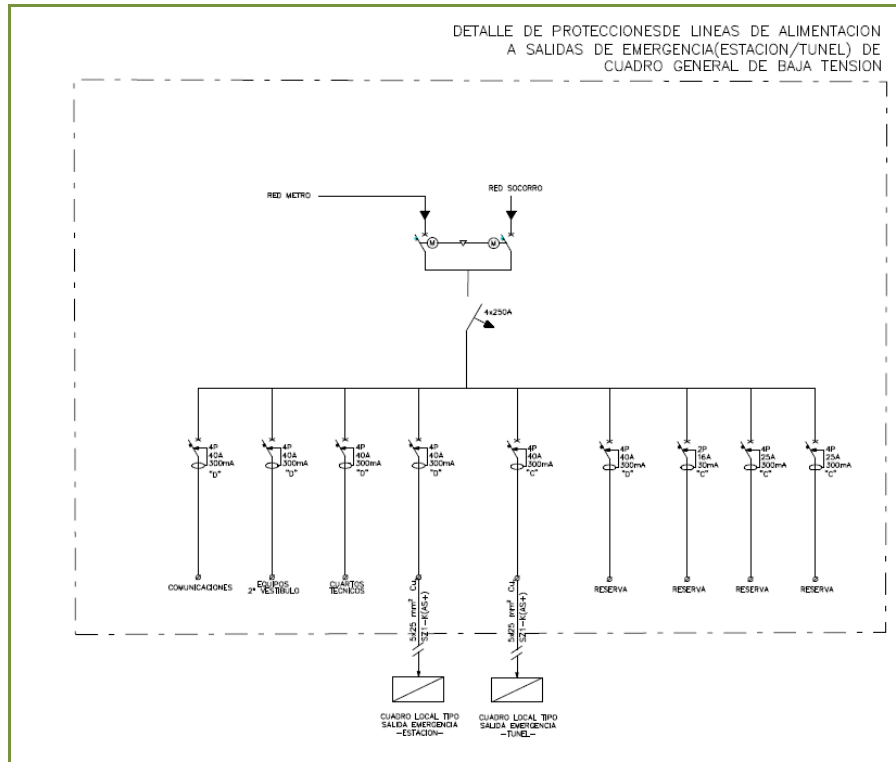 DETALLE DE PROTECCIONESDE LINEAS DE ALIMENTACION
A SALIDAS DE EMERGENCIA(ESTACION/TUNEL) DE
CUADRO GENERAL DE BAJA TENSION
RED METRO
RED SOCORRO
M
M
4x250A
4P
40A
300mA
"D"
4P
40A
300mA
"D"
4P
40A
300mA
"D"
4P
40A
300mA
"D"
4P
40A
300mA
"C"
4P
40A
300mA
"D"
2P
16A
30mA
"C"
4P
25A
300mA
"C"
4P
25A
300mA
"C"
COMUNICACIONES
EQUIPOS
2º VESTIBULO
CUARTOS
TECNICOS
RESERVA
RESERVA
RESERVA
RESERVA
5x25 mm² Cu
SZ1-K(AS+)
5x25 mm² Cu
SZ1-K(AS+)
CUADRO LOCAL TIPO
SALIDA EMERGENCIA
-ESTACION-
CUADRO LOCAL TIPO
SALIDA EMERGENCIA
-TUNEL-